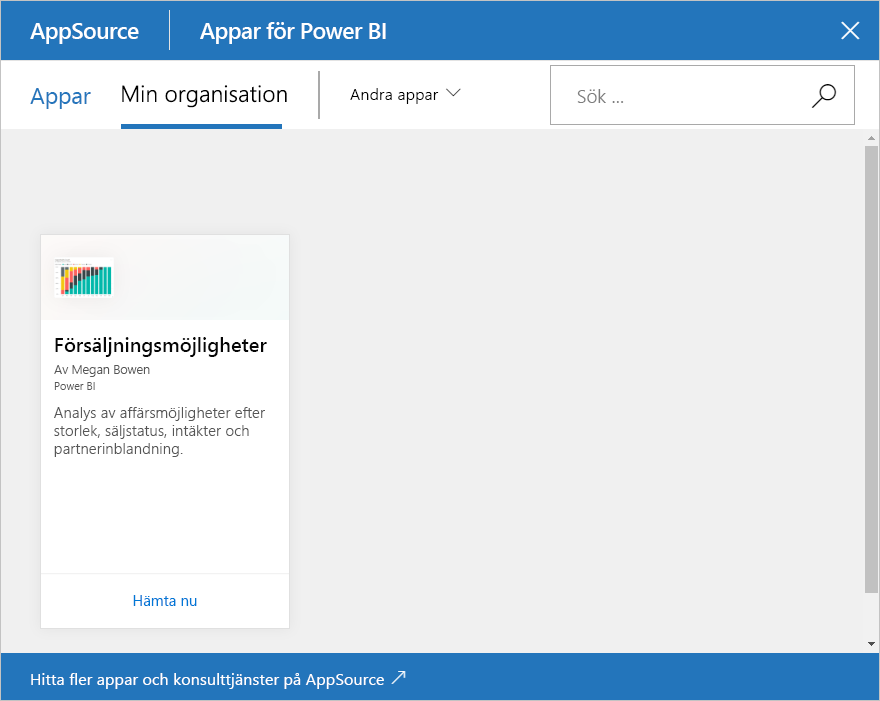 AppSource
Appar för Power BI
Appar
Min organisation
Andra appar
Sök ...
Försäljningsmöjligheter
Av Megan Bowen
Power BI
Analys av affärsmöjligheter efter
storlek, säljstatus, intäkter och
partnerinblandning.
Hämta nu
Hitta fler appar och konsulttjänster på AppSource